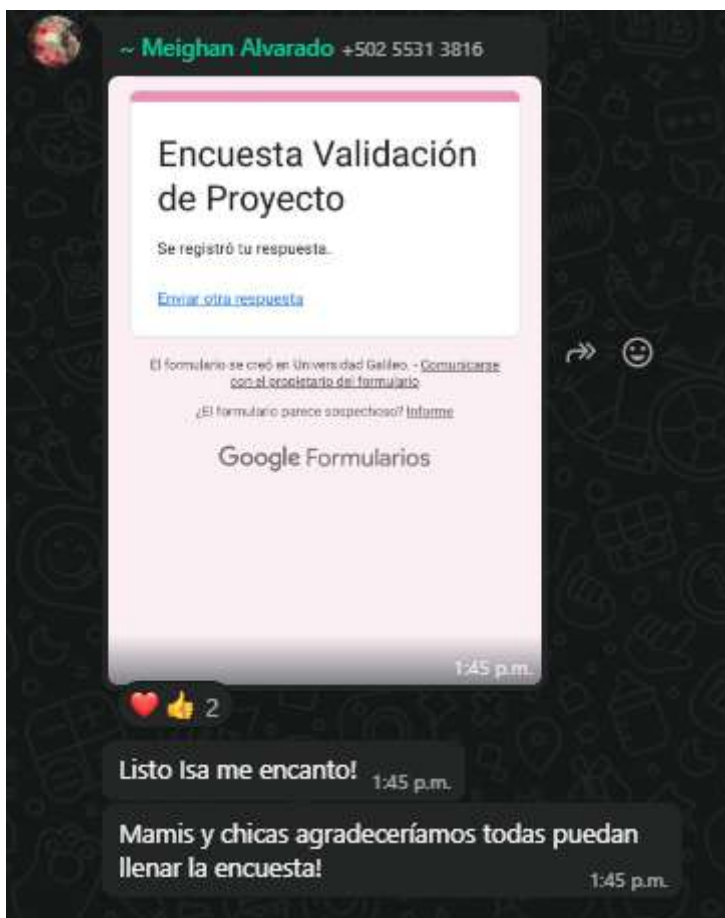 ~ Meighan Alvarado +502 5531 3816
Encuesta Validación
de Proyecto
Se registró tu respuesta.
Enviar otra respuesta
El formulario se creó en Universidad Galileo. - Comunicarse
con el propietario del formulario
¿El formulario parece sospechoso? Informe
Google Formularios
1:45 p.m.
❤️👍 2
Listo Isa me encanto! 1:45 p.m.
Mamis y chicas agradeceríamos todas puedan
llenar la encuesta! 1:45 p.m.